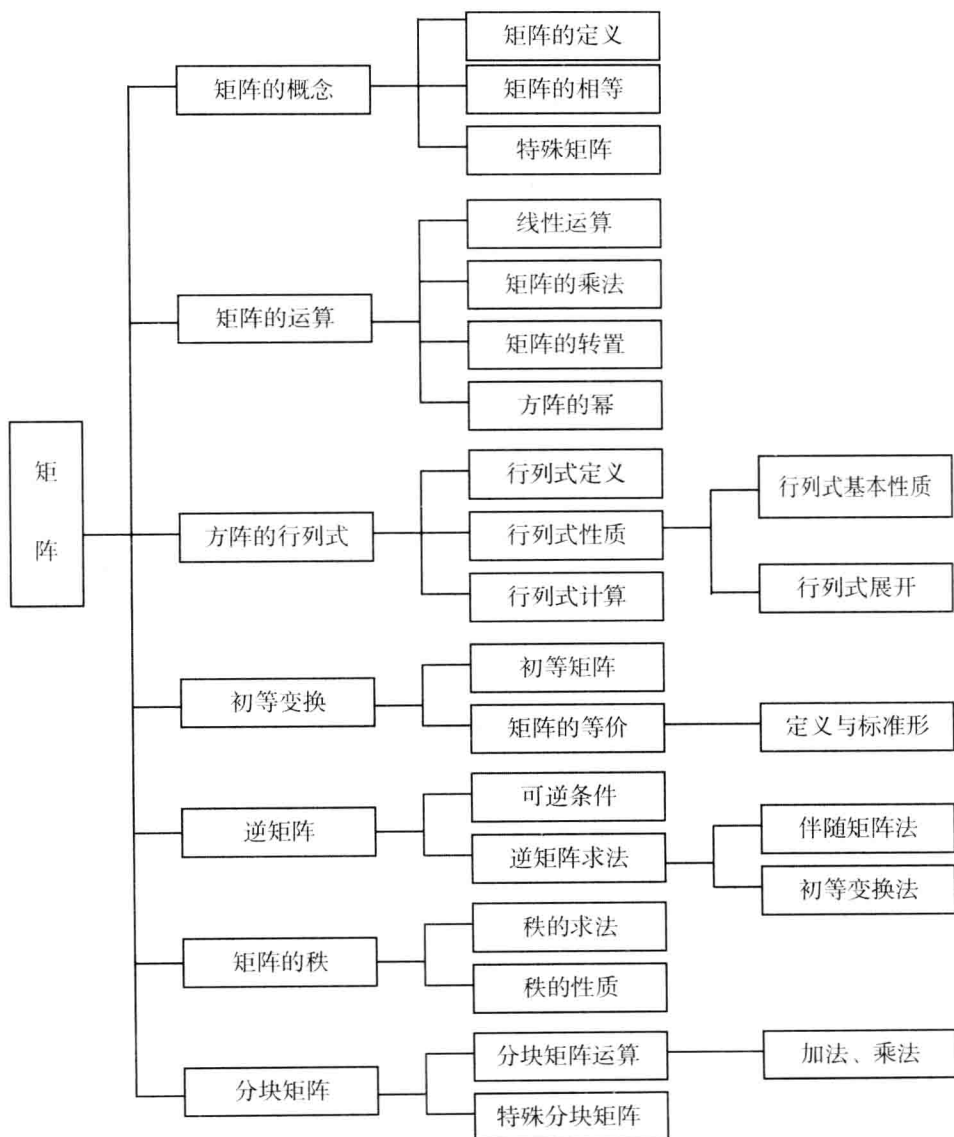 矩阵
矩阵的概念
矩阵的定义
矩阵的相等
特殊矩阵
矩阵的运算
线性运算
矩阵的乘法
矩阵的转置
方阵的幂
方阵的行列式
行列式定义
行列式性质
行列式基本性质
行列式展开
行列式计算
初等变换
初等矩阵
矩阵的等价
定义与标准形
逆矩阵
可逆条件
逆矩阵求法
伴随矩阵法
初等变换法
矩阵的秩
秩的求法
秩的性质
分块矩阵
分块矩阵运算
加法、乘法
特殊分块矩阵